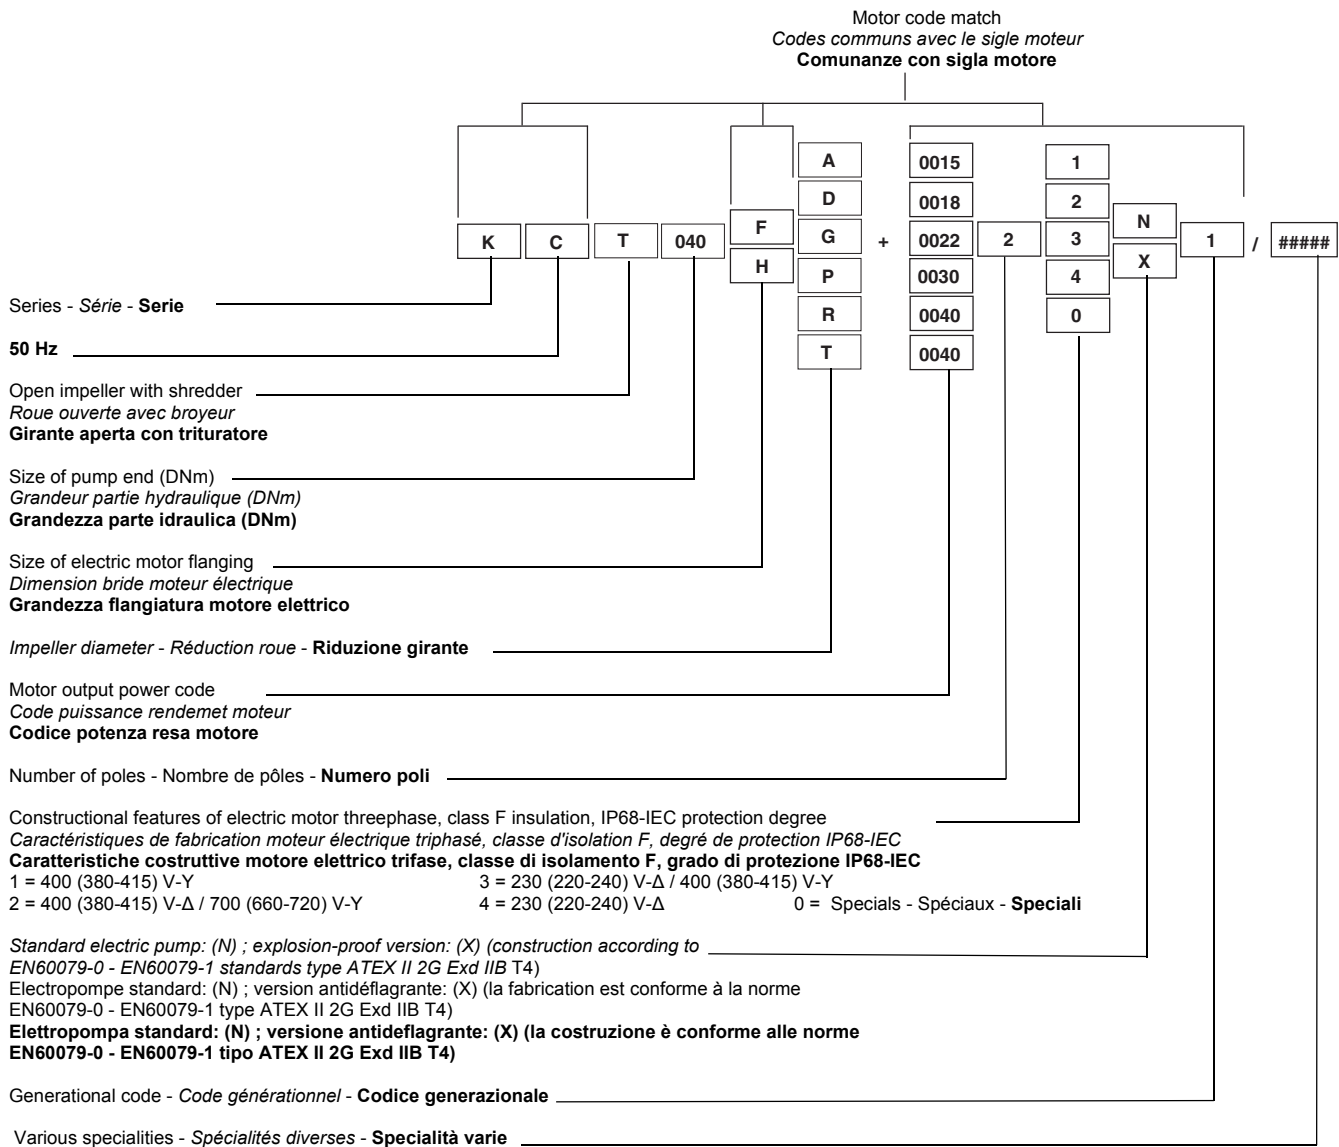 Motor code match
Codes communs avec le sigle moteur
Comunanze con sigla motore
A 0015 1
D 0018 2
K C T 040 F H G + 0022 2 3 N X 1 / #####
P 0030 4
R 0040 0
T 0040
Series - Série - Serie
50 Hz
Open impeller with shredder
Roue ouverte avec broyeur
Girante aperta con trituratore
Size of pump end (DNm)
Grandeur partie hydraulique (DNm)
Grandezza parte idraulica (DNm)
Size of electric motor flanging
Dimension bride moteur électrique
Grandezza flangiatura motore elettrico
Impeller diameter - Réduction roue - Riduzione girante
Motor output power code
Code puissance rendemet moteur
Codice potenza resa motore
Number of poles - Nombre de pôles - Numero poli
Constructional features of electric motor threephase, class F insulation, IP68-IEC protection degree
Caractéristiques de fabrication moteur électrique triphasé, classe d'isolation F, degré de protection IP68-IEC
Caratteristiche costruttive motore elettrico trifase, classe di isolamento F, grado di protezione IP68-IEC
1 = 400 (380-415) V-Y 3 = 230 (220-240) V-Δ / 400 (380-415) V-Y
2 = 400 (380-415) V-Δ / 700 (660-720) V-Y 4 = 230 (220-240) V-Δ 0 = Specials - Spéciaux - Speciali
Standard electric pump: (N) ; explosion-proof version: (X) (construction according to
EN60079-0 - EN60079-1 standards type ATEX II 2G Exd IIB T4)
Electropompe standard: (N) ; version antidéflagrante: (X) (la fabrication est conforme à la norme
EN60079-0 - EN60079-1 type ATEX II 2G Exd IIB T4)
Elettropompa standard: (N) ; versione antideflagrante: (X) (la costruzione è conforme alle norme
EN60079-0 - EN60079-1 tipo ATEX II 2G Exd IIB T4)
Generational code - Code générationnel - Codice generazionale
Various specialities - Spécialités diverses - Specialità varie